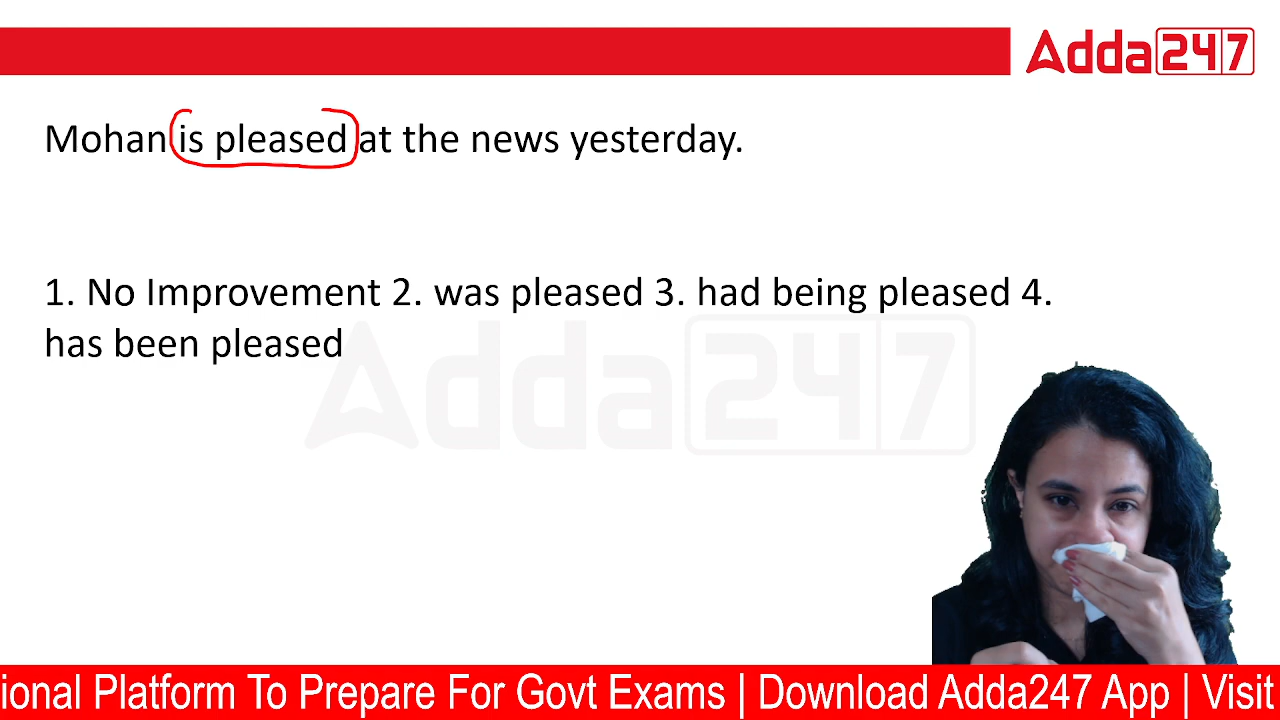 Adda247
Mohan is pleased at the news yesterday.
1. No Improvement 2. was pleased 3. had being pleased 4.
has been pleased
Adda247
ional Platform To Prepare For Govt Exams | Download Adda247 App | Visit